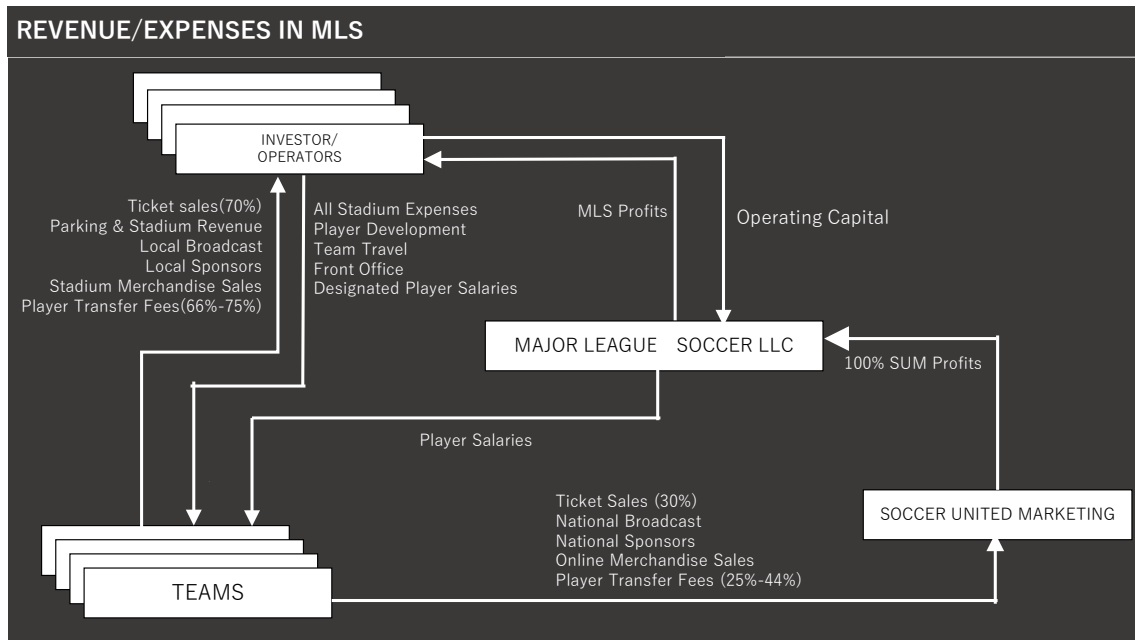 REVENUE/EXPENSES IN MLS
INVESTOR/
OPERATORS
Ticket sales(70%)
Parking & Stadium Revenue
Local Broadcast
Local Sponsors
Stadium Merchandise Sales
Player Transfer Fees(66%-75%)
All Stadium Expenses
Player Development
Team Travel
Front Office
Designated Player Salaries
MLS Profits
Operating Capital
MAJOR LEAGUE SOCCER LLC
100% SUM Profits
Player Salaries
Ticket Sales (30%)
National Broadcast
National Sponsors
Online Merchandise Sales
Player Transfer Fees (25%-44%)
SOCCER UNITED MARKETING
TEAMS